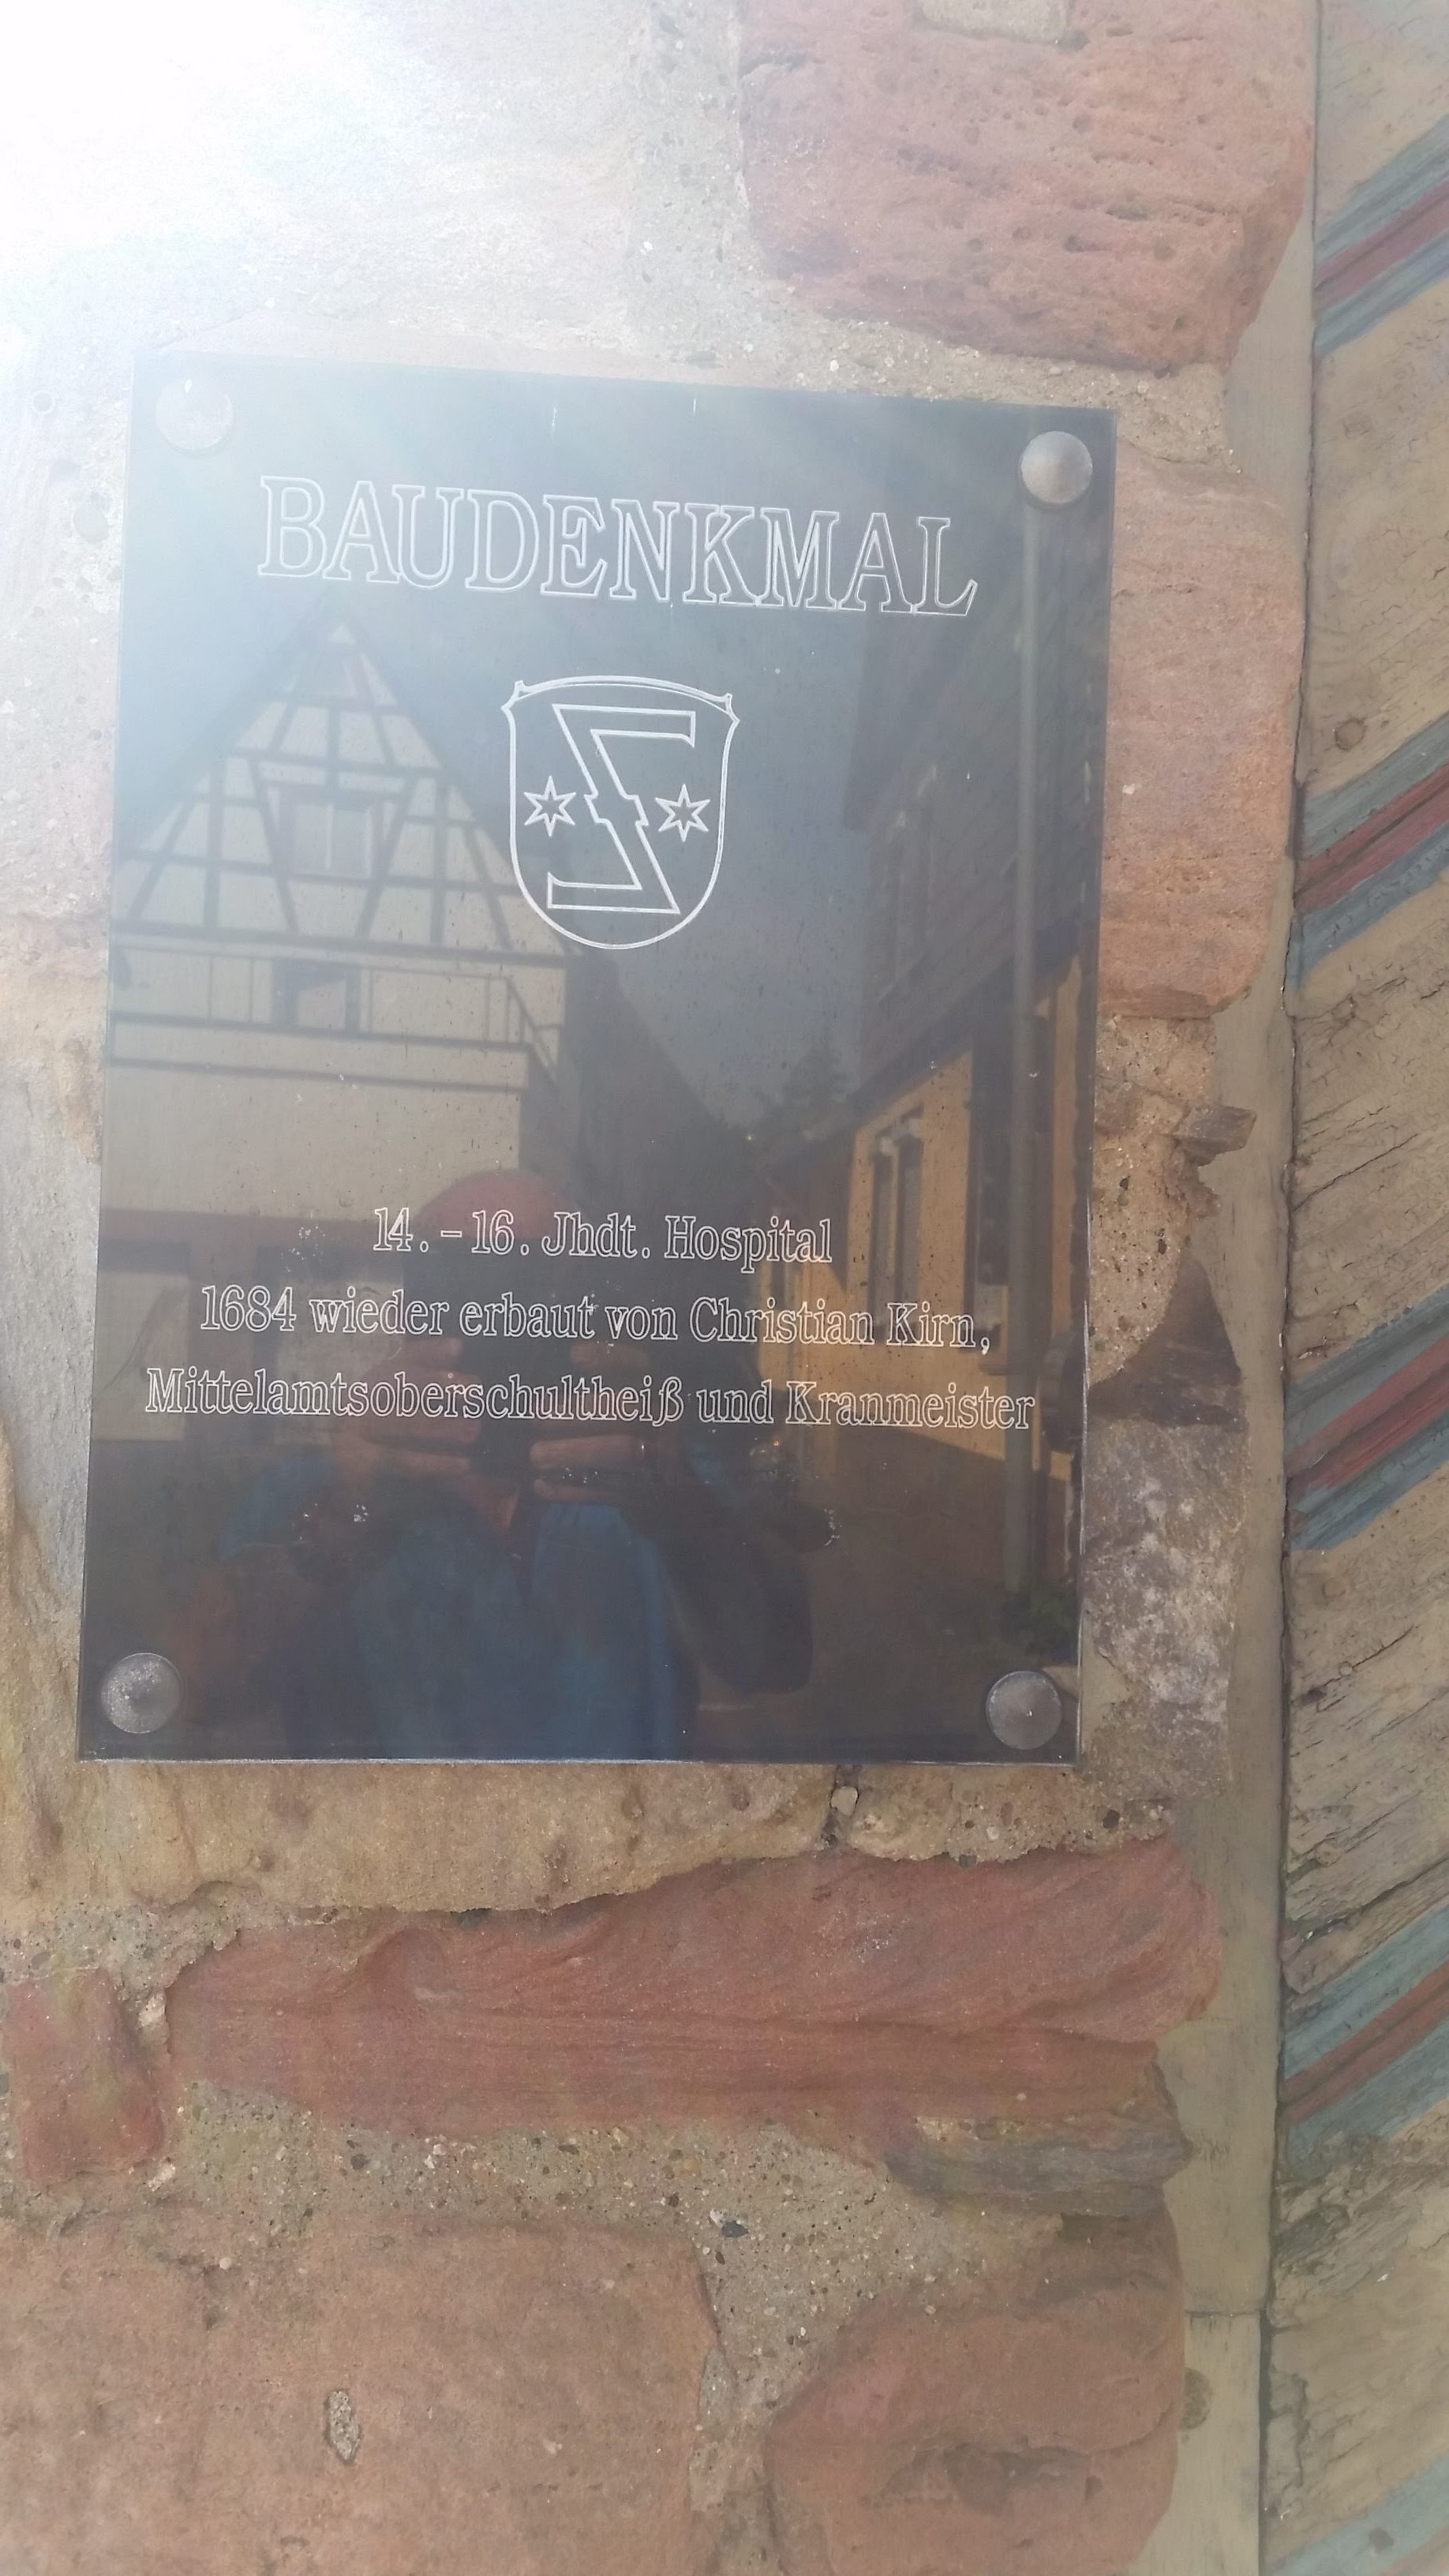 BAUDENKMAL
14.-16. Jhdt. Hospital
1684 wieder erbaut von Christian Kirn,
Mittelamtsoberschultheiß und Kranmeister